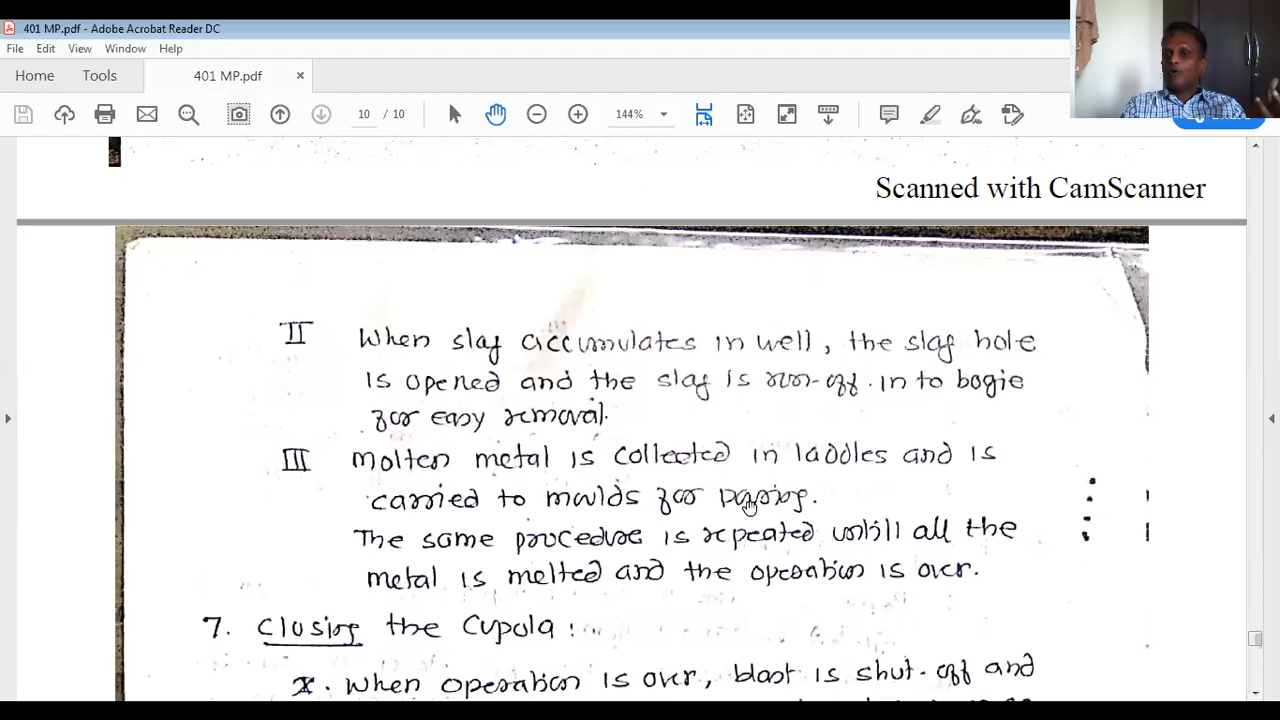 401 MP.pdf - Adobe Acrobat Reader DC
File Edit View Window Help
Home Tools 401 MP.pdf ×
10 / 10 144%
Scanned with CamScanner
II When slag accumulates in well, the slag hole
is opened and the slag is run-off. in to bogie
for easy removal.
III Molten metal is collected in laddles and is
carried to moulds for
The same procedure is repeated untill all the
metal is melted and the operation is over.
7. Closing the Cupola:
I. When operation is over, blast is shut-off and